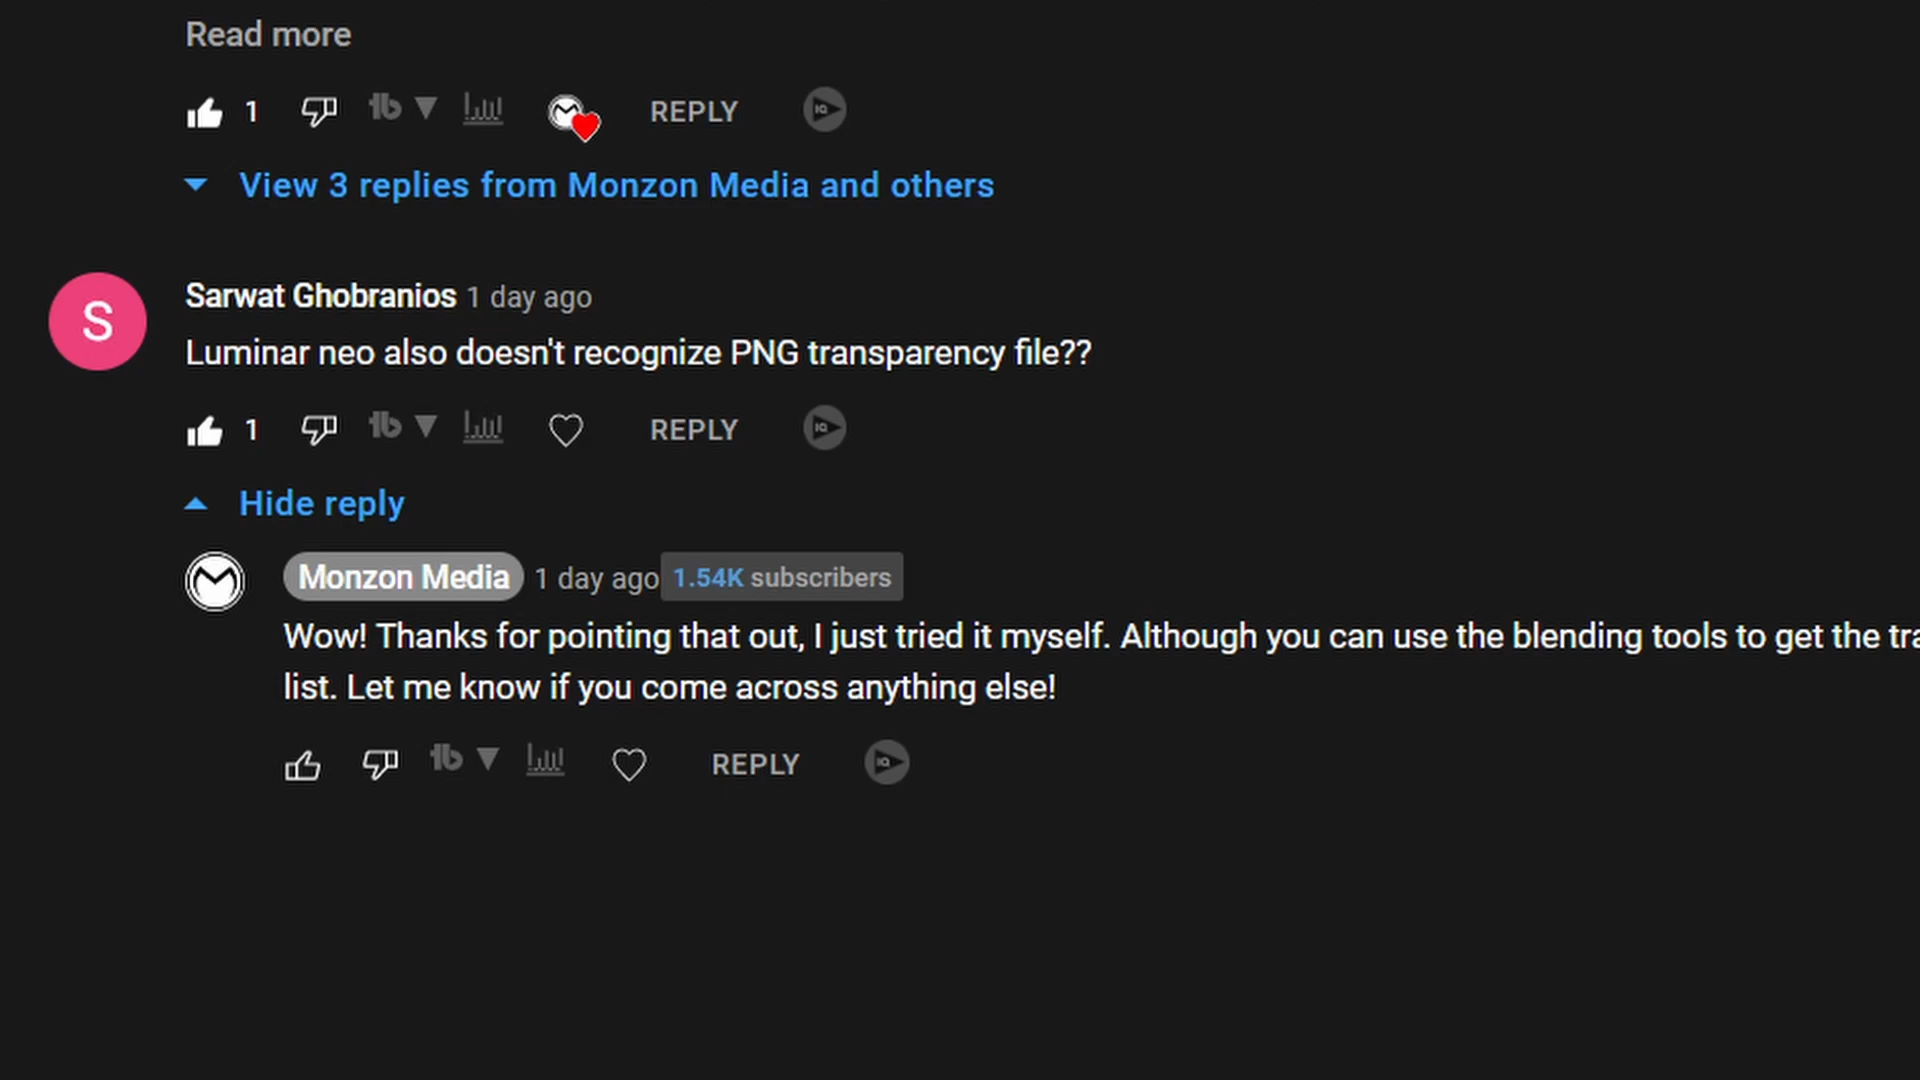 Read more
1 REPLY
View 3 replies from Monzon Media and others
S
Sarwat Ghobranios 1 day ago
Luminar neo also doesn't recognize PNG transparency file??
1 REPLY
Hide reply
Monzon Media 1 day ago 1.54K subscribers
Wow! Thanks for pointing that out, I just tried it myself. Although you can use the blending tools to get the
list. Let me know if you come across anything else!
REPLY